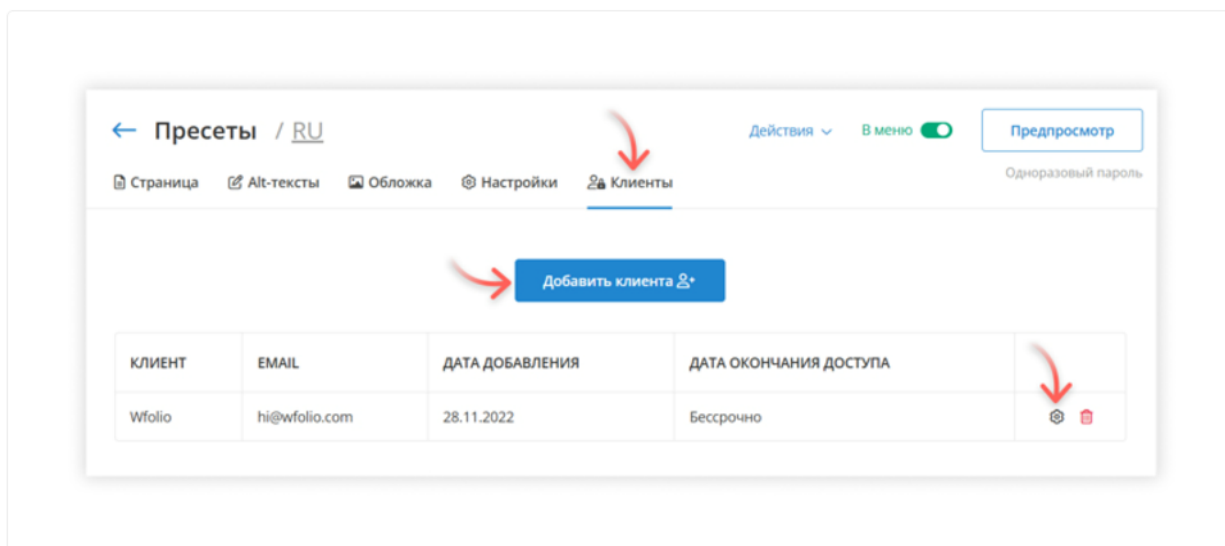 Пресеты / RU
Действия
В меню
Предпросмотр
Страница
Alt-тексты
Обложка
Настройки
Клиенты
Одноразовый пароль
Добавить клиента
КЛИЕНТ EMAIL ДАТА ДОБАВЛЕНИЯ ДАТА ОКОНЧАНИЯ ДОСТУПА
Wfolio hi@wfolio.com 28.11.2022 Бессрочно